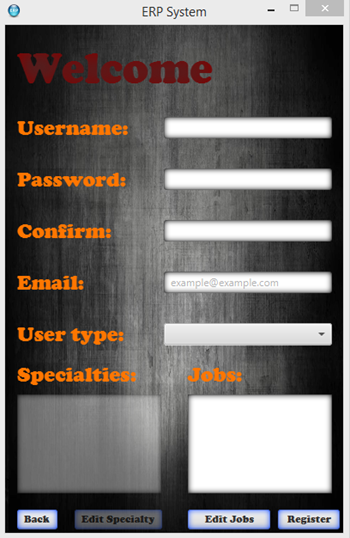 ERP System
Welcome
Username:
Password:
Confirm:
Email: example@example.com
User type:
Specialties: Jobs:
Back Edit Specialty Edit Jobs Register